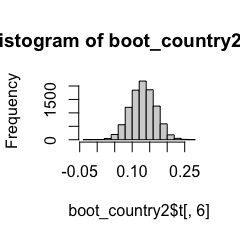 istogram of boot_country2
Frequency
1500
0
-0.05 0.10 0.25
boot_country2$t[, 6]